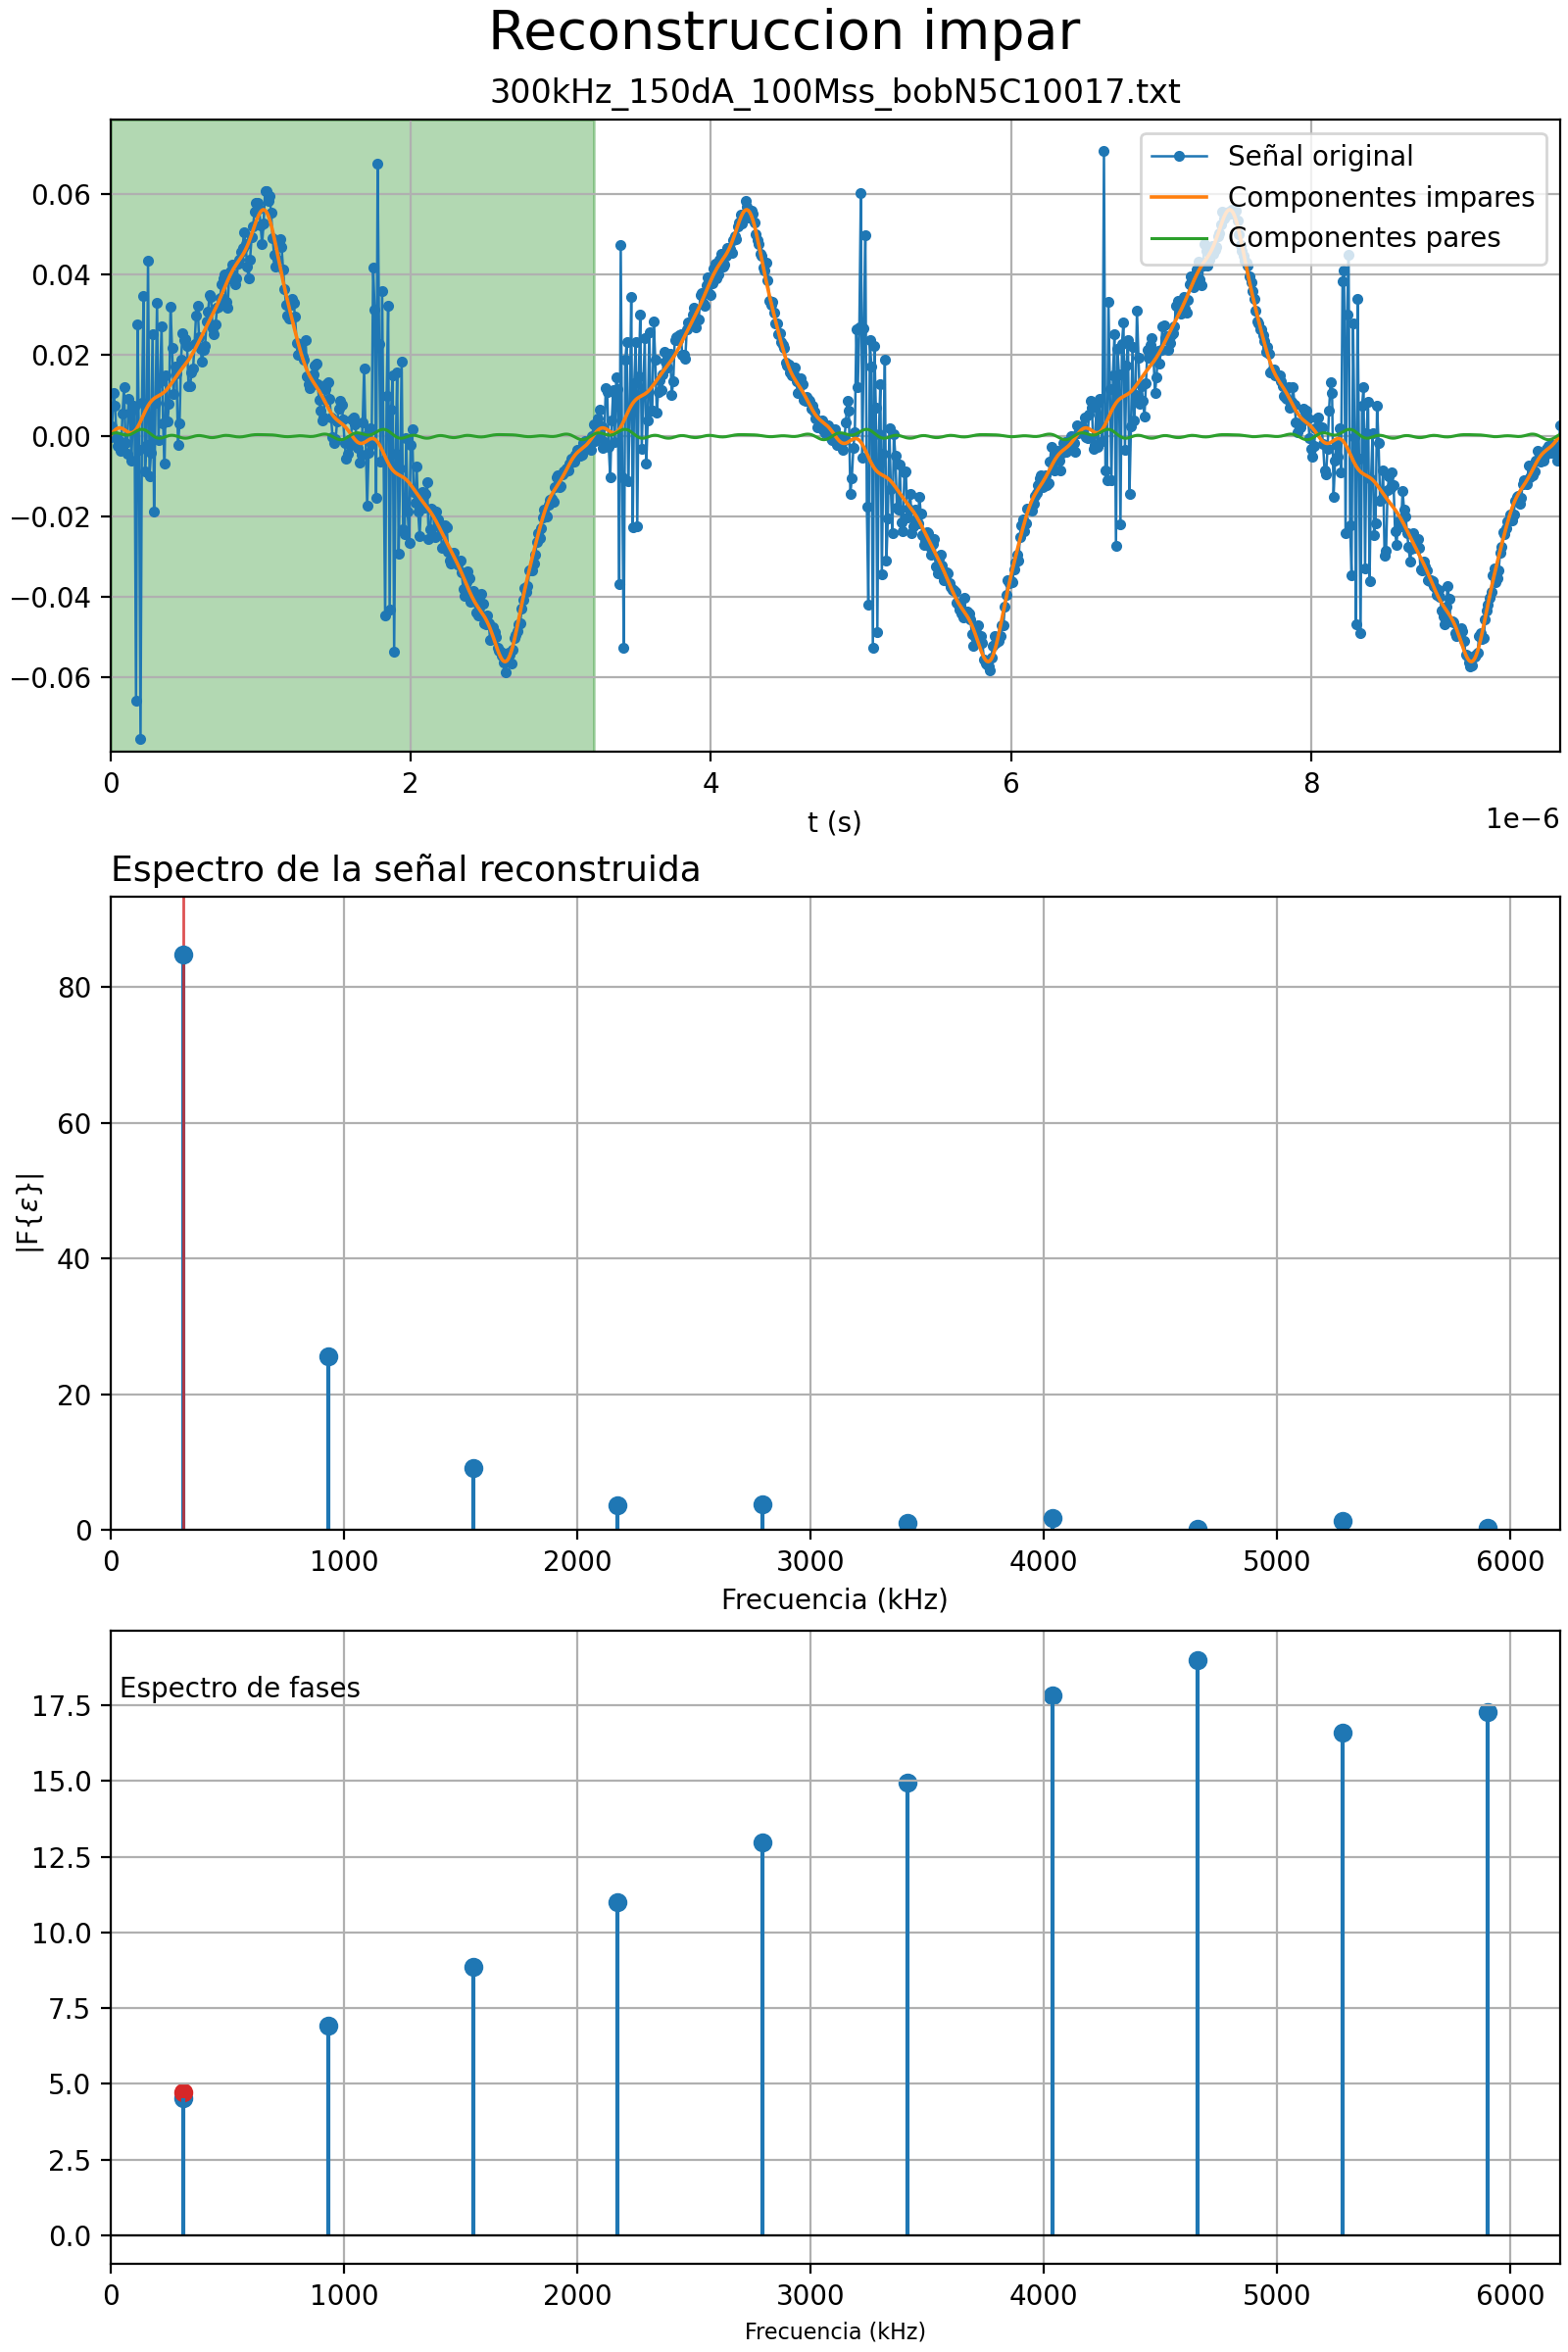 Reconstruccion impar
300kHz_150dA_100Mss_bobN5C10017.txt
Señal original
Componentes impares
Componentes pares
0.06
0.04
0.02
0.00
−0.02
−0.04
−0.06
0 2 4 6 8
1e−6
t (s)
Espectro de la señal reconstruida
80
60
40
20
0
|F{ε}|
0 1000 2000 3000 4000 5000 6000
Frecuencia (kHz)
Espectro de fases
17.5
15.0
12.5
10.0
7.5
5.0
2.5
0.0
0 1000 2000 3000 4000 5000 6000
Frecuencia (kHz)